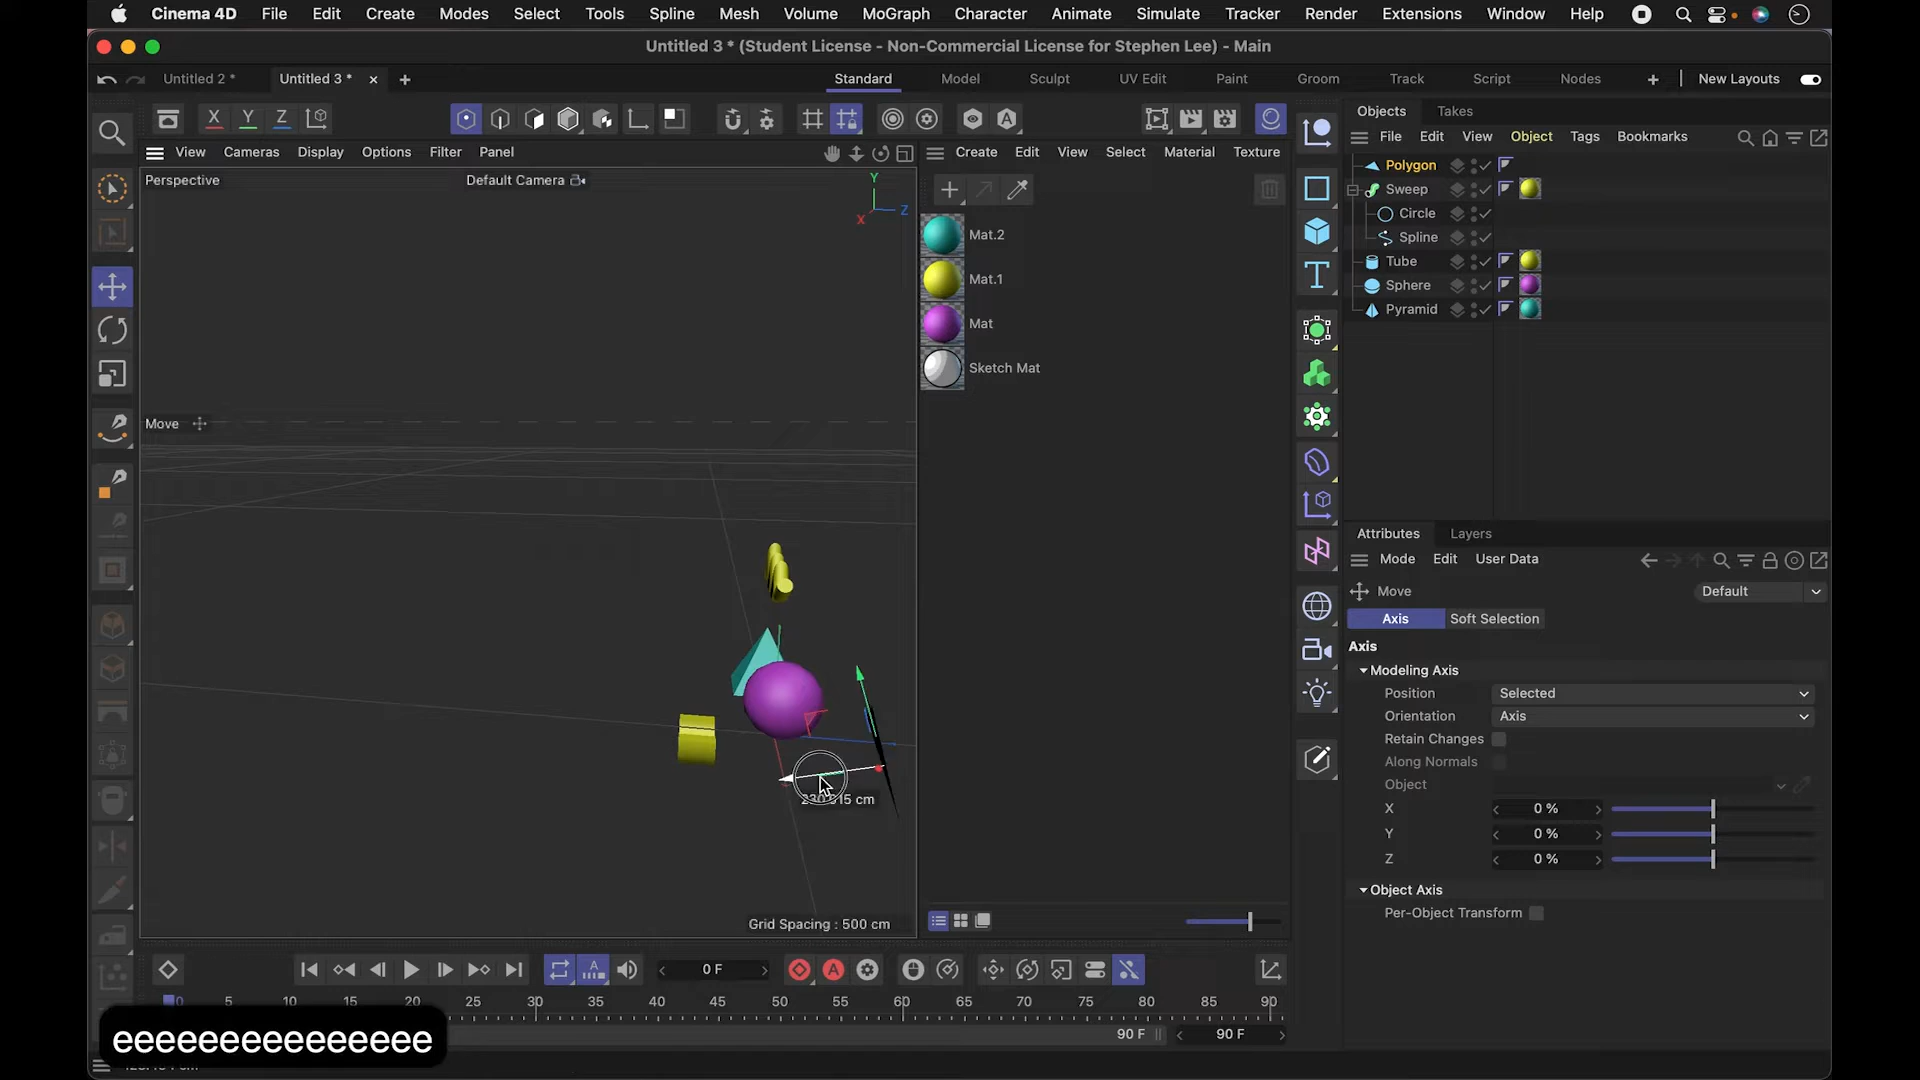 Cinema 4D File Edit Create Modes Select Tools Spline Mesh Volume MoGraph Character Animate Simulate Tracker Render Extensions Window Help
Untitled 3 * (Student License - Non-Commercial License for Stephen Lee) - Main
Untitled 2 * Untitled 3 * Standard Model Sculpt UV Edit Paint Groom Track Script Nodes New Layouts
X Y Z
Objects Takes
File Edit View Object Tags Bookmarks
View Cameras Display Options Filter Panel
Create Edit View Select Material Texture
Perspective Default Camera
Y
Z
X
Polygon
Sweep
Circle
Spline
Tube
Sphere
Pyramid
Mat.2
Mat.1
Mat
Sketch Mat
Move
Grid Spacing : 500 cm
Attributes Layers
Mode Edit User Data
Move Default
Axis Soft Selection
Axis
Modeling Axis
Position Selected
Orientation Axis
Retain Changes
Along Normals
Object
X 0 %
Y 0 %
Z 0 %
Object Axis
Per-Object Transform
0 F
0 5 10 15 20 25 30 35 40 45 50 55 60 65 70 75 80 85 90
90 F 90 F
eeeeeeeeeeeeeee